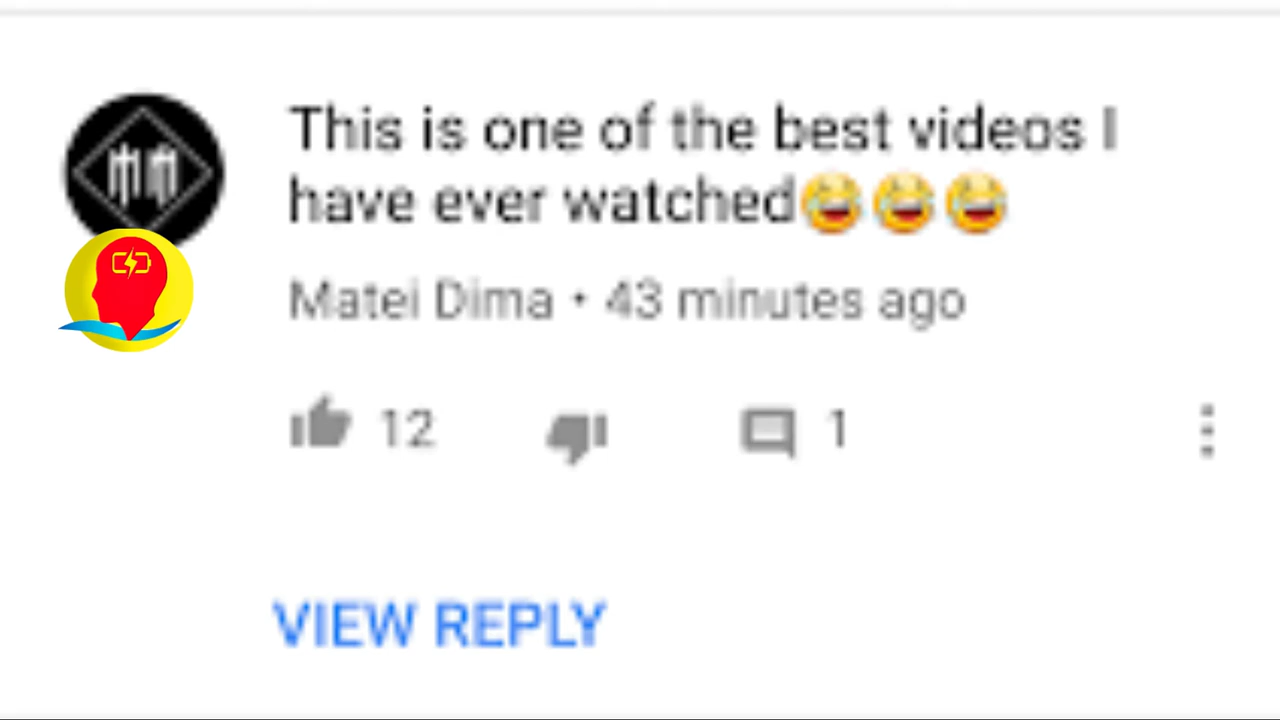 This is one of the best videos I
have ever watched😂😂😂
Matei Dima • 43 minutes ago
12 1
VIEW REPLY